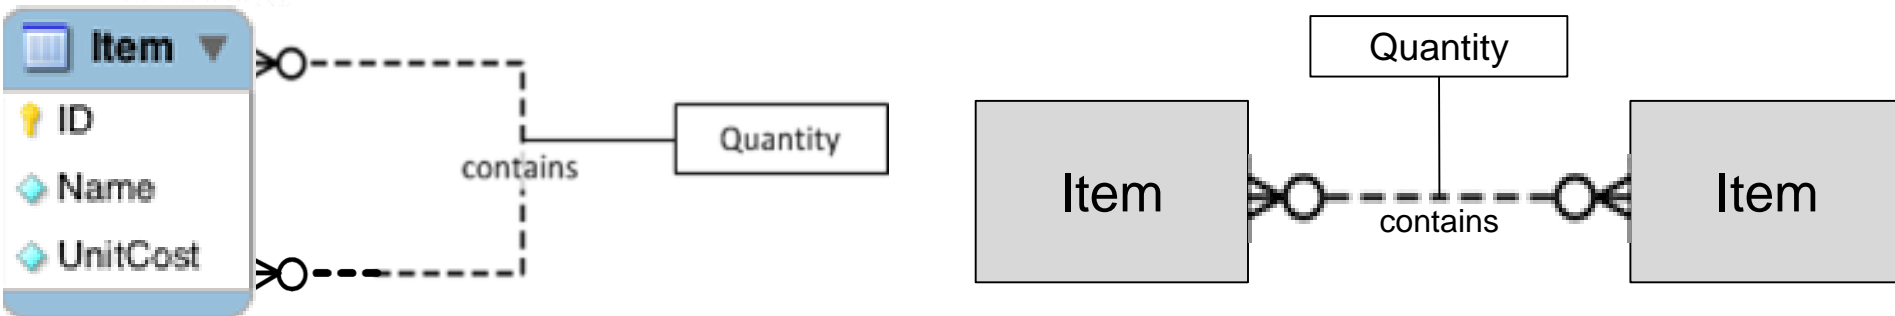 Item
ID
Name
UnitCost
contains
Quantity
Quantity
Item
contains
Item